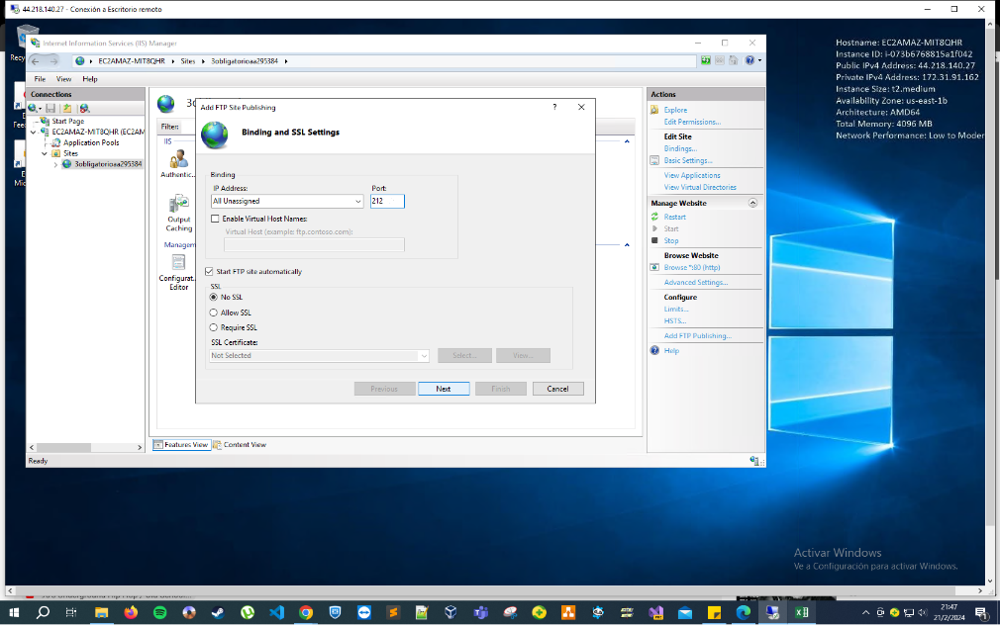 44.218.140.27 - Conexión a Escritorio remoto
Hostname: EC2AMAZ-MIT8QHR
Instance ID: i-073b6768815a1f042
Public IPv4 Address: 44.218.140.27
Private IPv4 Address: 172.31.91.162
Instance Size: t2.medium
Availability Zone: us-east-1b
Architecture: AMD64
Total Memory: 4096 MB
Network Performance: Low to Moder
Internet Information Services (IIS) Manager
EC2AMAZ-MIT8QHR
Sites
3obligatorioaa295384
File View Help
Connections
Start Page
EC2AMAZ-MIT8QHR (EC2AM
Application Pools
Sites
3obligatorioaa295384
Filter:
IIS
Authentic...
Output
Caching
Managem
Configurat...
Editor
Add FTP Site Publishing
Binding and SSL Settings
Binding
IP Address:
Port:
All Unassigned
212
Enable Virtual Host Names:
Virtual Host (example: ftp.contoso.com):
Start FTP site automatically
SSL
No SSL
Allow SSL
Require SSL
SSL Certificate:
Not Selected
Select...
View...
Previous
Next
Finish
Cancel
Actions
Explore
Edit Permissions...
Edit Site
Bindings...
Basic Settings...
View Applications
View Virtual Directories
Manage Website
Restart
Start
Stop
Browse Website
Browse *:80 (http)
Advanced Settings...
Configure
Limits...
HSTS...
Add FTP Publishing...
Help
Features View
Content View
Ready
Activar Windows
Ve a Configuración para activar Windows.
21:47
21/2/2024